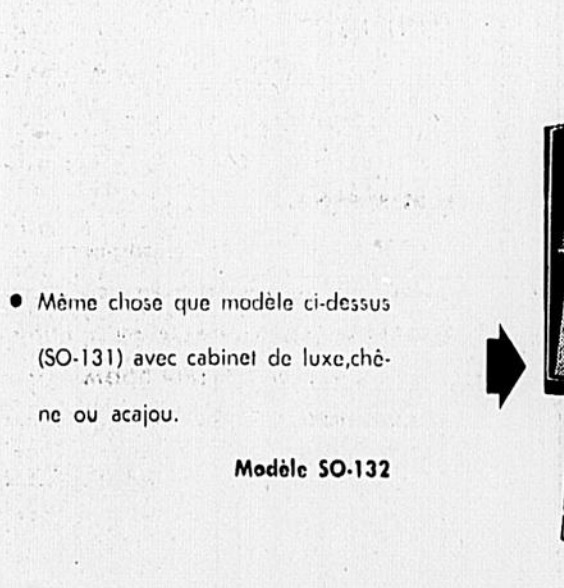 ● Même chose que modèle ci-dessus
(SO-131) avec cabinet de luxe,chê-
ne ou acajou.
Modèle SO-132